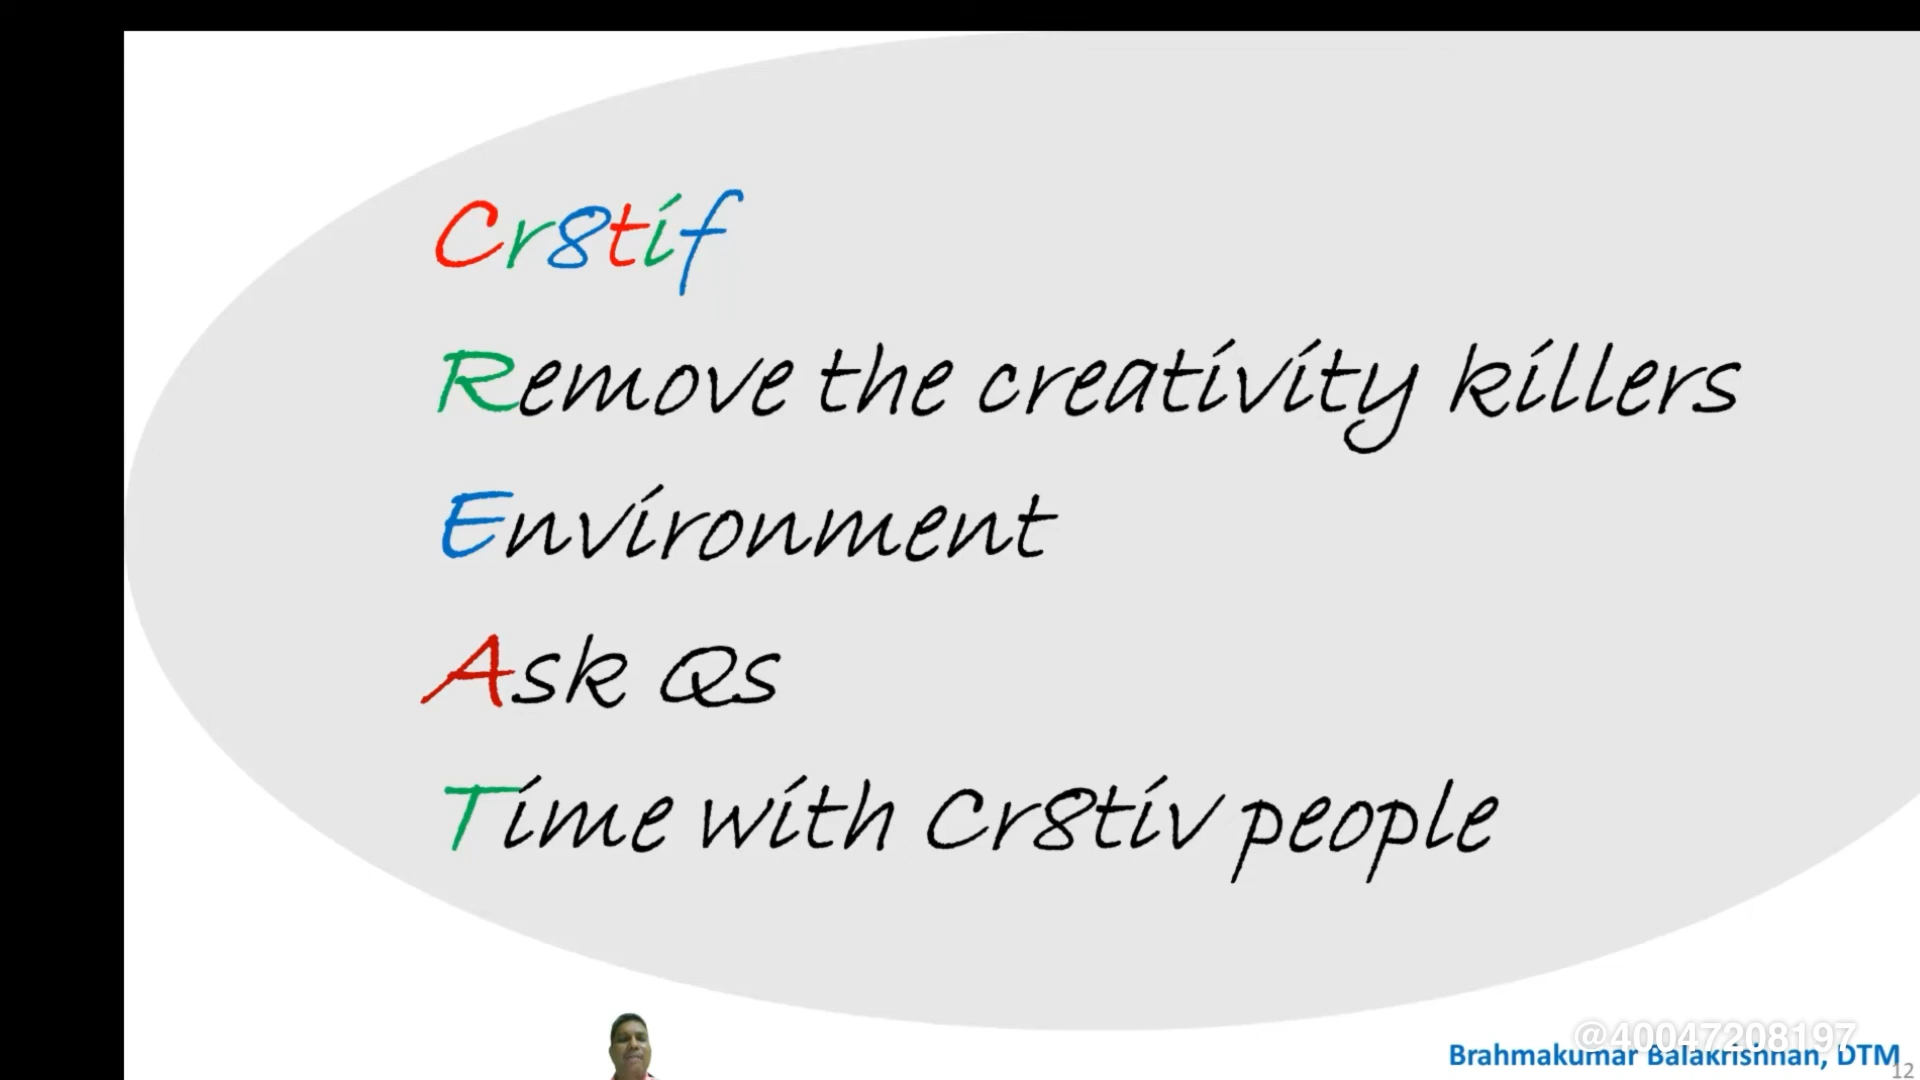 Cr8tif
Remove the creativity killers
Environment
Ask Qs
Time with Cr8tiv people
@40047208197
Brahmakumar Balakrishnan, DTM
12